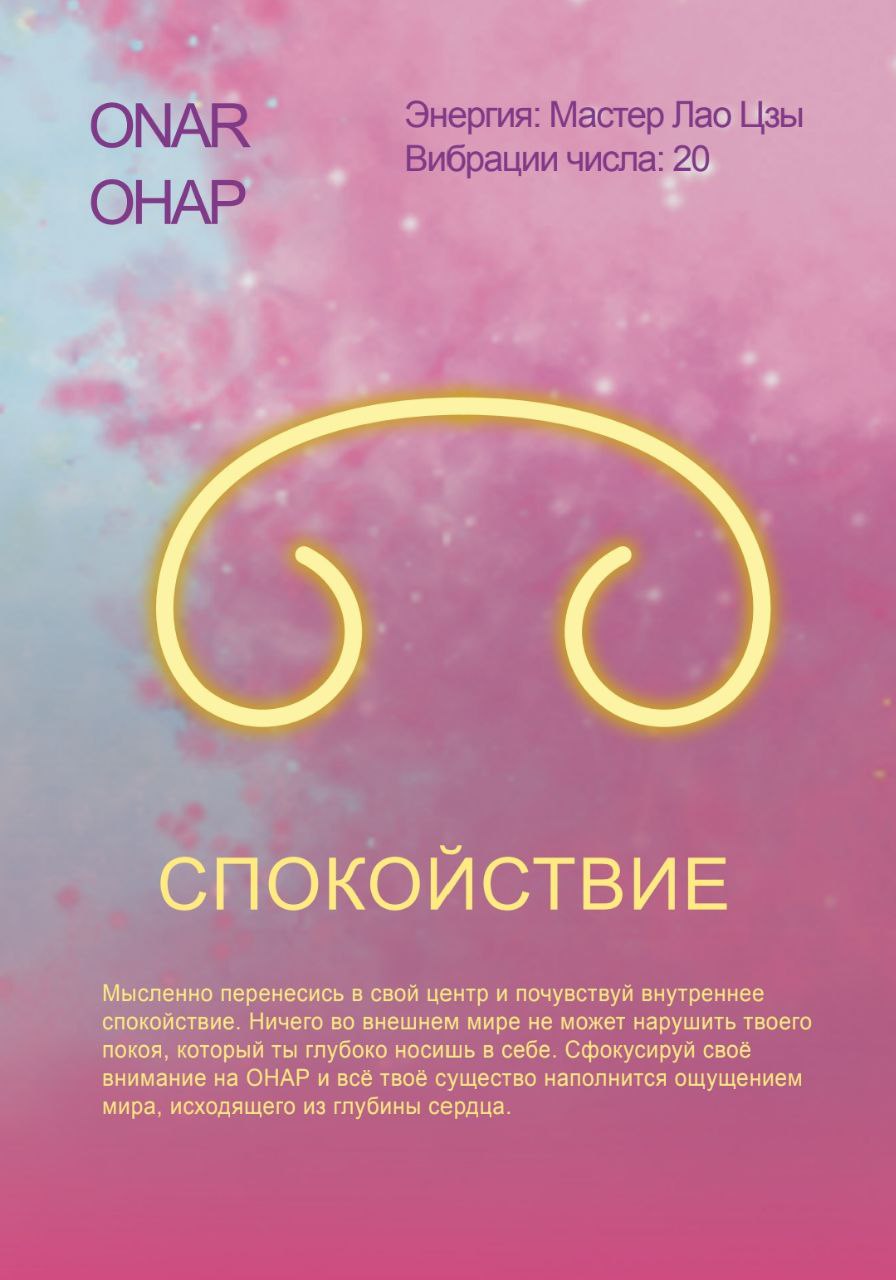 ONAR
ОНАР
Энергия: Мастер Лао Цзы
Вибрации числа: 20
СПОКОЙСТВИЕ
Мысленно перенесись в свой центр и почувствуй внутреннее
спокойствие. Ничего во внешнем мире не может нарушить твоего
покоя, который ты глубоко носишь в себе. Сфокусируй своё
внимание на ОНАР и всё твоё существо наполнится ощущением
мира, исходящего из глубины сердца.